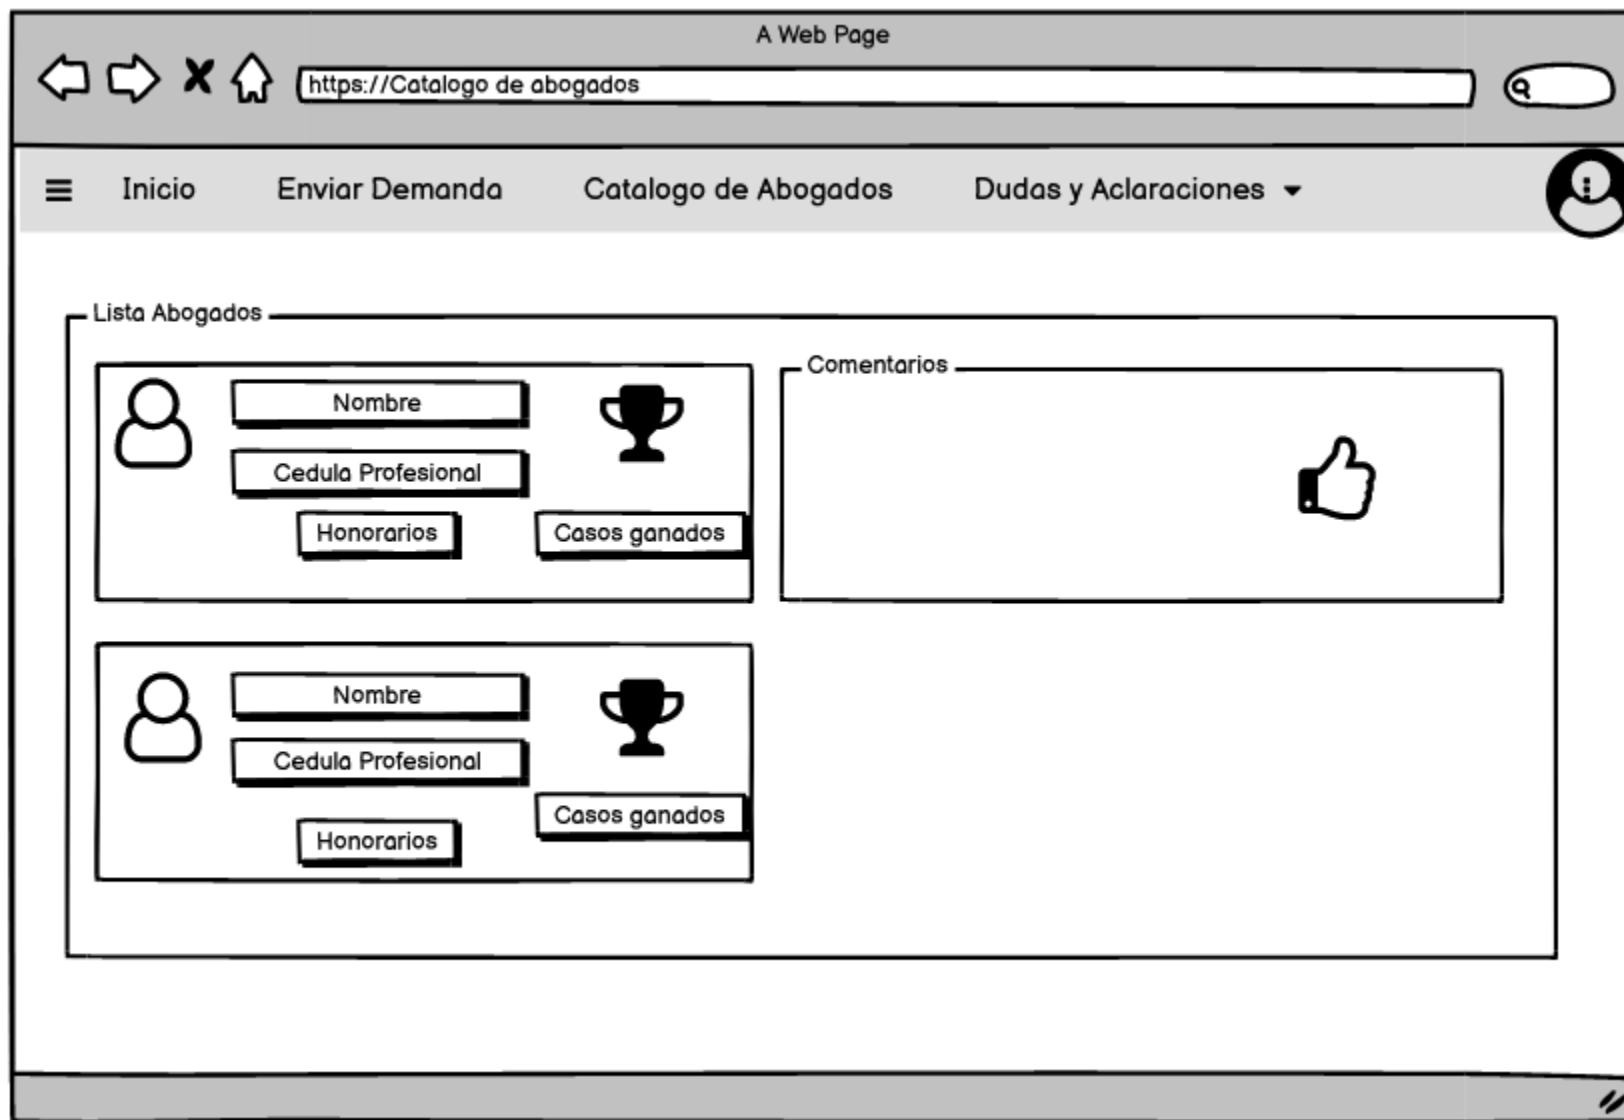 A Web Page
https://Catalogo de abogados
Inicio Enviar Demanda Catalogo de Abogados Dudas y Aclaraciones
Lista Abogados
Nombre
Cedula Profesional
Honorarios
Casos ganados
Comentarios
Nombre
Cedula Profesional
Casos ganados
Honorarios